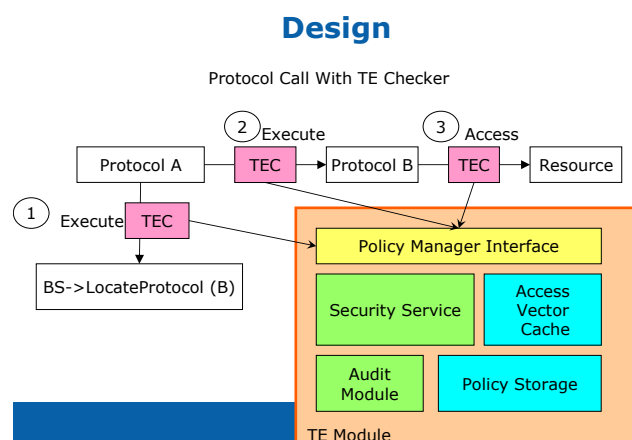 Design
Protocol Call With TE Checker
2 Execute
3 Access
Protocol A
TEC
Protocol B
TEC
Resource
1
Execute
TEC
Policy Manager Interface
BS->LocateProtocol (B)
Security Service
Access
Vector
Cache
Audit
Module
Policy Storage
TE Module